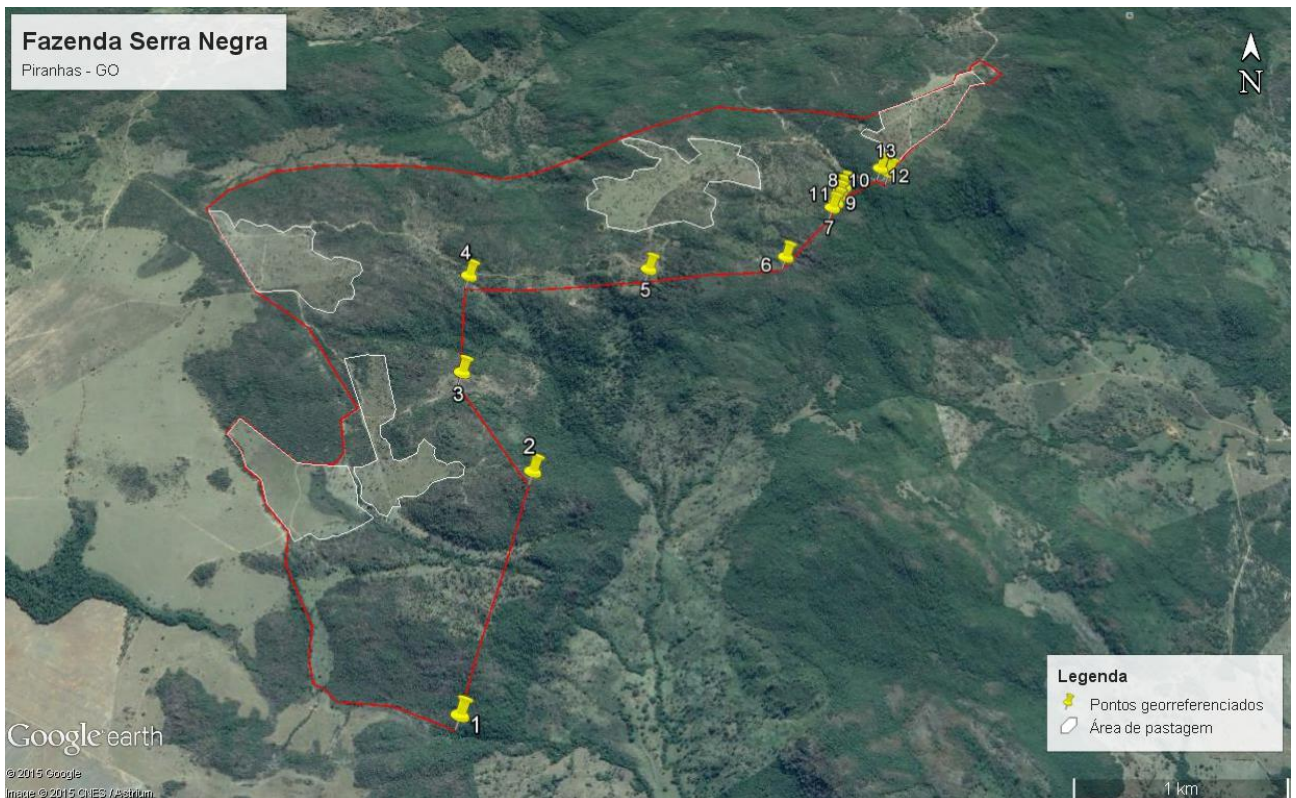 Fazenda Serra Negra
Piranhas - GO
N
13
12
8
10
11
9
7
4
6
5
3
2
1
Legenda
Pontos georreferenciados
Área de pastagem
Google earth
© 2015 Google
Image © 2015 CNES / Astrium
1 km